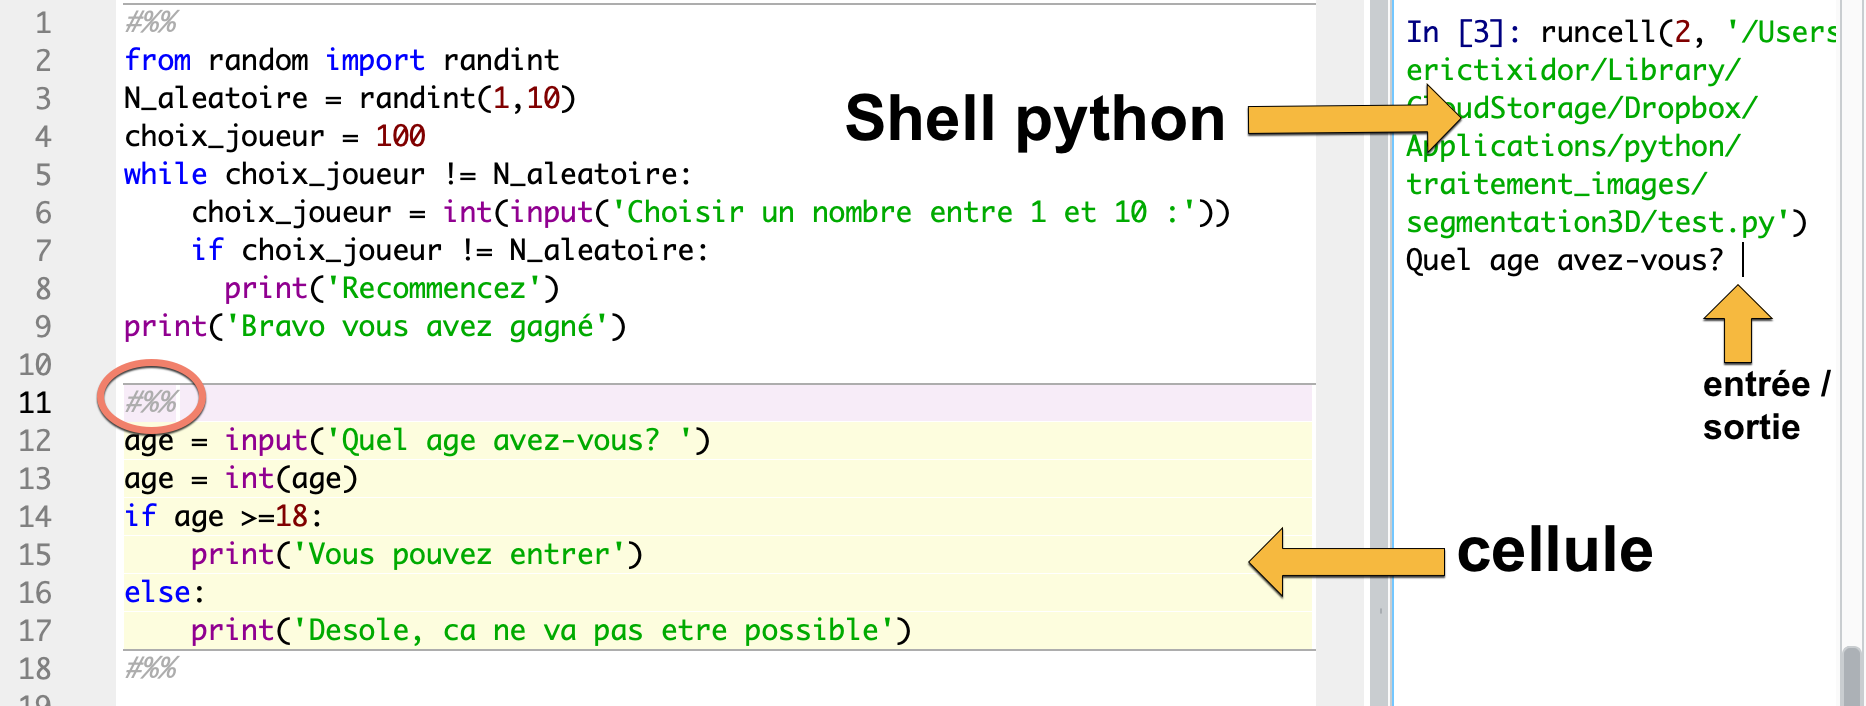 1 #%%
2 from random import randint
3 N_aleatoire = randint(1,10)
4 choix_joueur = 100
5 while choix_joueur != N_aleatoire:
6     choix_joueur = int(input('Choisir un nombre entre 1 et 10 :'))
7     if choix_joueur != N_aleatoire:
8       print('Recommencez')
9 print('Bravo vous avez gagné')
10
11 #%%
12 age = input('Quel age avez-vous? ')
13 age = int(age)
14 if age >=18:
15     print('Vous pouvez entrer')
16 else:
17     print('Desole, ca ne va pas etre possible')
18 #%%
19
Shell python
In [3]: runcell(2, '/Users
erictixidor/Library/
CloudStorage/Dropbox/
Applications/python/
traitement_images/
segmentation3D/test.py')
Quel age avez-vous?
entrée /
sortie
cellule